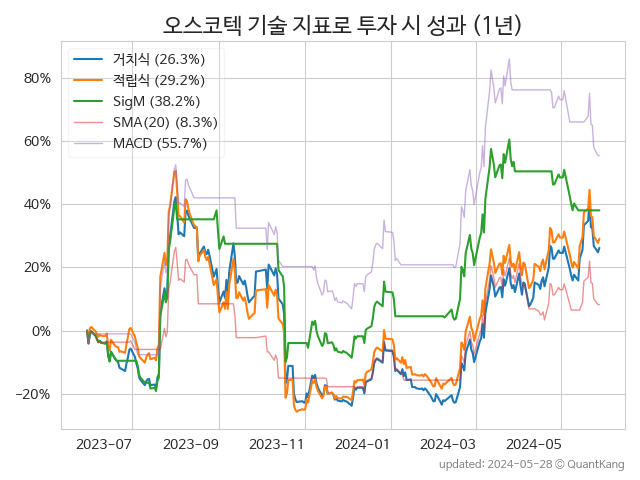 오스코텍 기술 지표로 투자 시 성과 (1년)
거치식 (26.3%)
적립식 (29.2%)
SigM (38.2%)
SMA(20) (8.3%)
MACD (55.7%)
80%
60%
40%
20%
0%
−20%
2023-07 2023-09 2023-11 2024-01 2024-03 2024-05
updated: 2024-05-28 © QuantKang